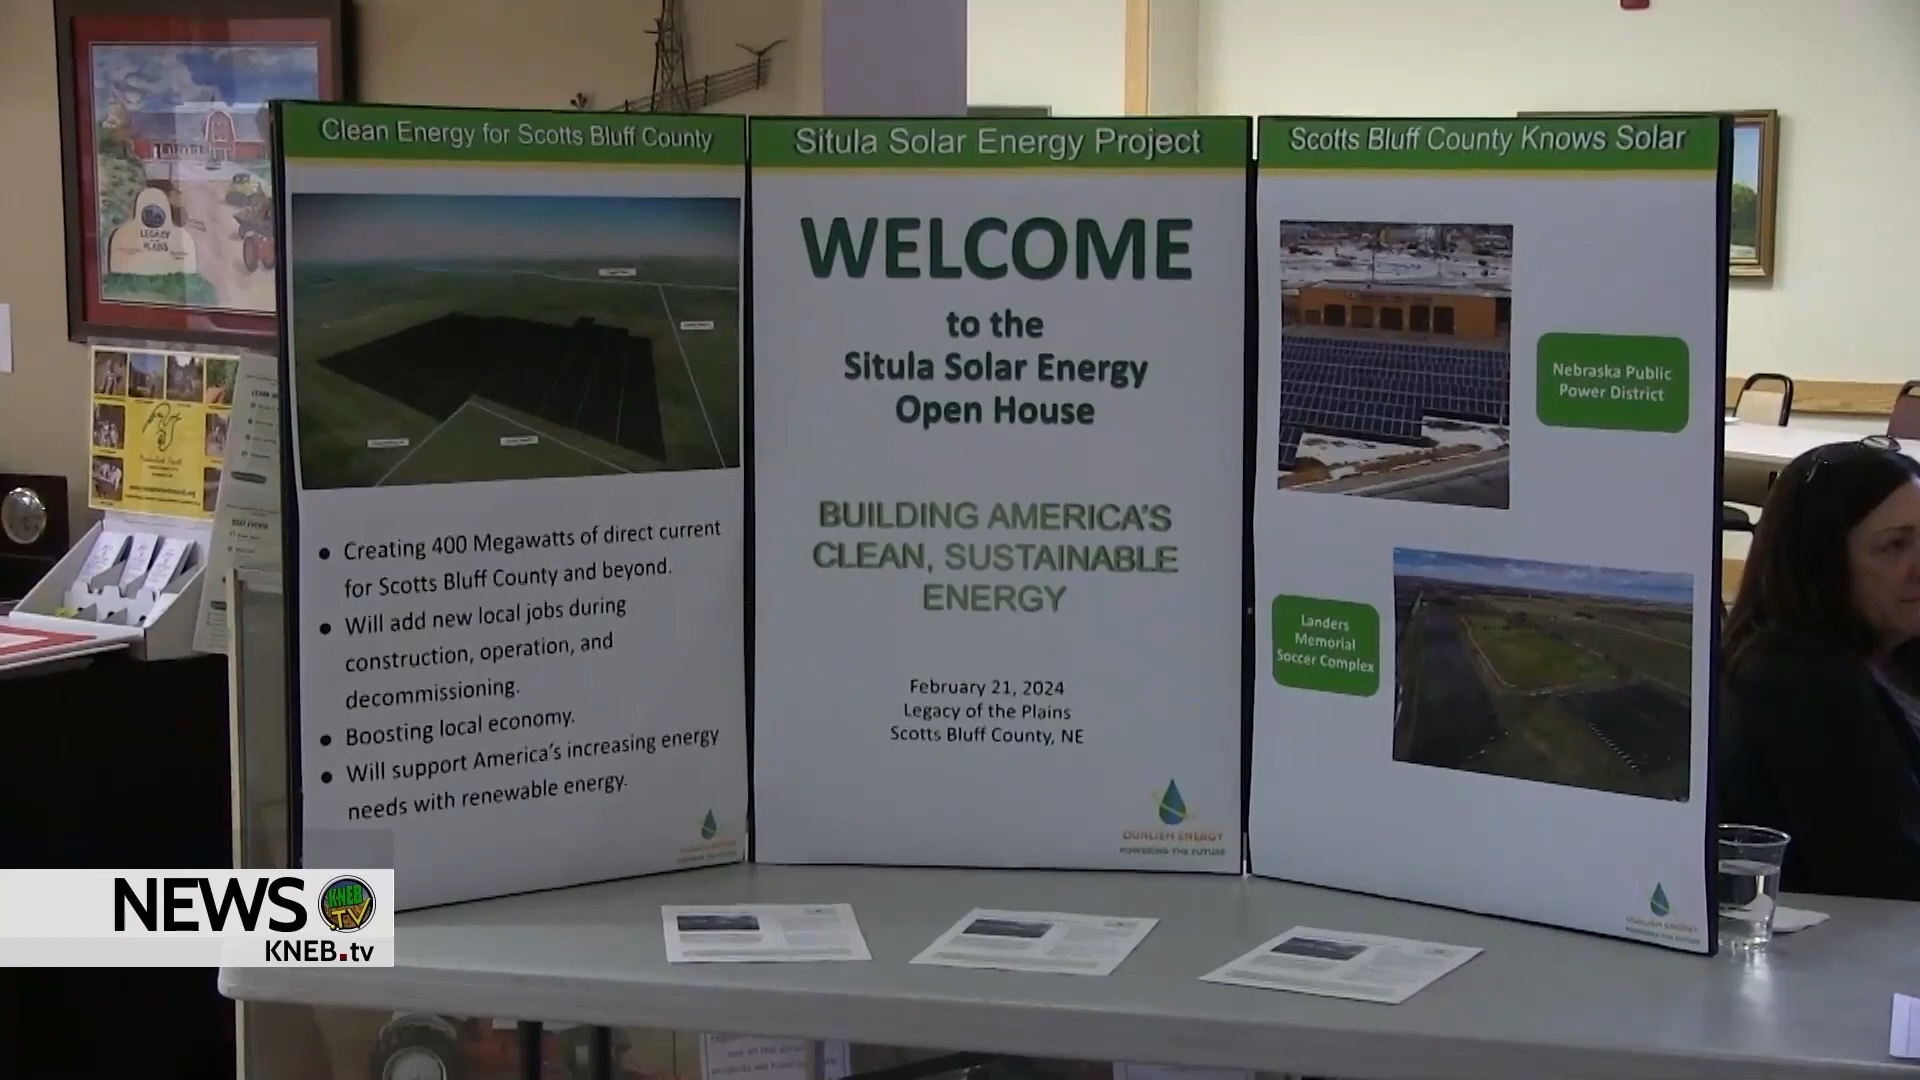 Clean Energy for Scotts Bluff County
● Creating 400 Megawatts of direct current
for Scotts Bluff County and beyond.
● Will add new local jobs during
construction, operation, and
decommissioning.
● Boosting local economy.
● Will support America's increasing energy
needs with renewable energy.
Situla Solar Energy Project
WELCOME
to the
Situla Solar Energy
Open House
BUILDING AMERICA'S
CLEAN, SUSTAINABLE
ENERGY
February 21, 2024
Legacy of the Plains
Scotts Bluff County, NE
ENERGY
POWERING THE FUTURE
Scotts Bluff County Knows Solar
Nebraska Public
Power District
Landers
Memorial
Soccer Complex
LEGACY
PLAINS
NEWS
KNEB
.TV
KNEB.tv